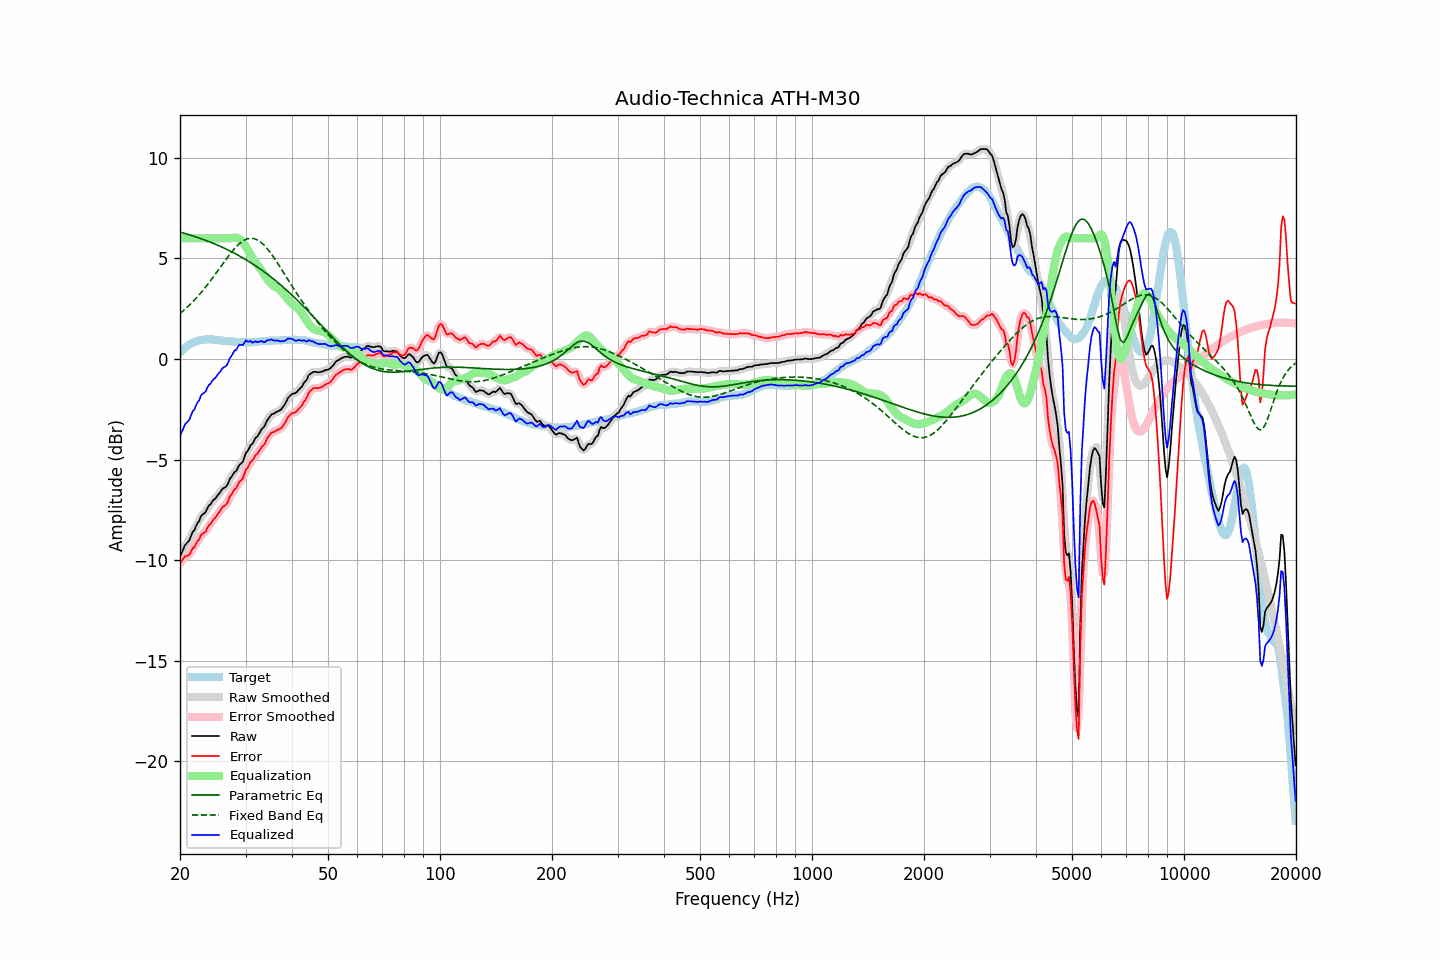 Audio-Technica ATH-M30
Amplitude (dBr)
10
5
0
−5
−10
−15
−20
Target
Raw Smoothed
Error Smoothed
Raw
Error
Equalization
Parametric Eq
Fixed Band Eq
Equalized
20 50 100 200 500 1000 2000 5000 10000 20000
Frequency (Hz)